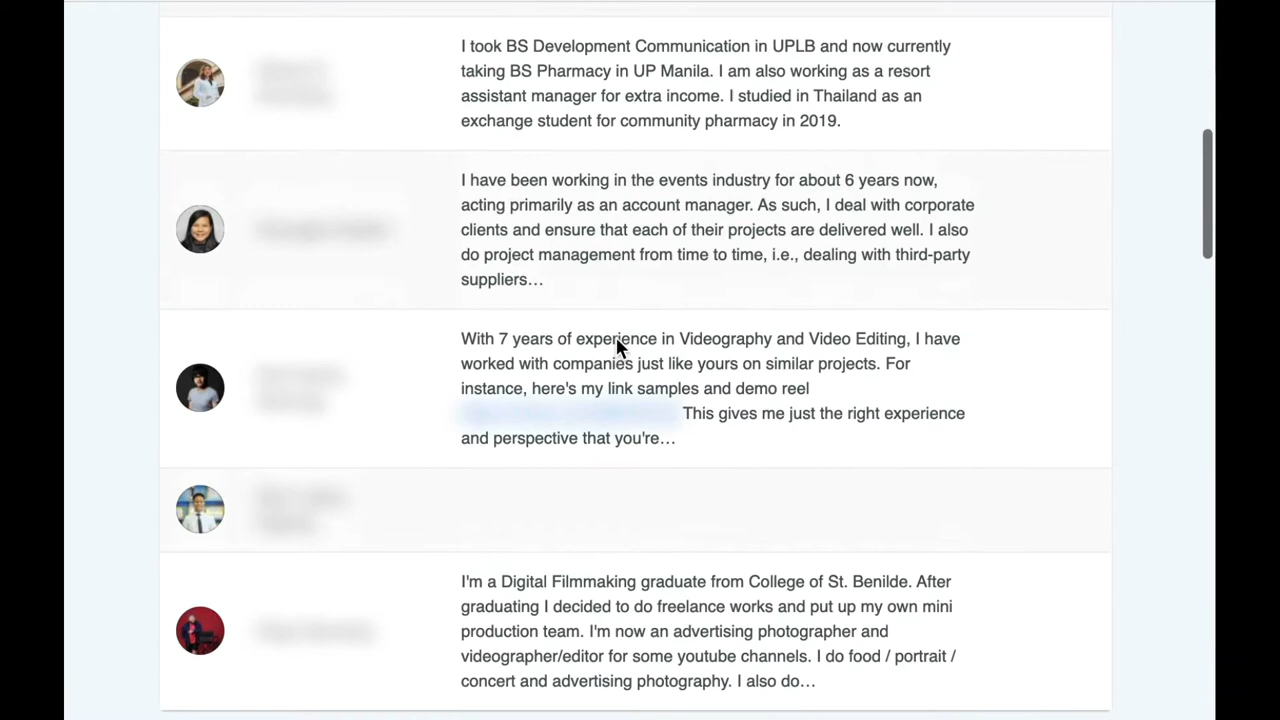 I took BS Development Communication in UPLB and now currently
taking BS Pharmacy in UP Manila. I am also working as a resort
assistant manager for extra income. I studied in Thailand as an
exchange student for community pharmacy in 2019.
I have been working in the events industry for about 6 years now,
acting primarily as an account manager. As such, I deal with corporate
clients and ensure that each of their projects are delivered well. I also
do project management from time to time, i.e., dealing with third-party
suppliers…
With 7 years of experience in Videography and Video Editing, I have
worked with companies just like yours on similar projects. For
instance, here's my link samples and demo reel
This gives me just the right experience
and perspective that you're…
I'm a Digital Filmmaking graduate from College of St. Benilde. After
graduating I decided to do freelance works and put up my own mini
production team. I'm now an advertising photographer and
videographer/editor for some youtube channels. I do food / portrait /
concert and advertising photography. I also do…